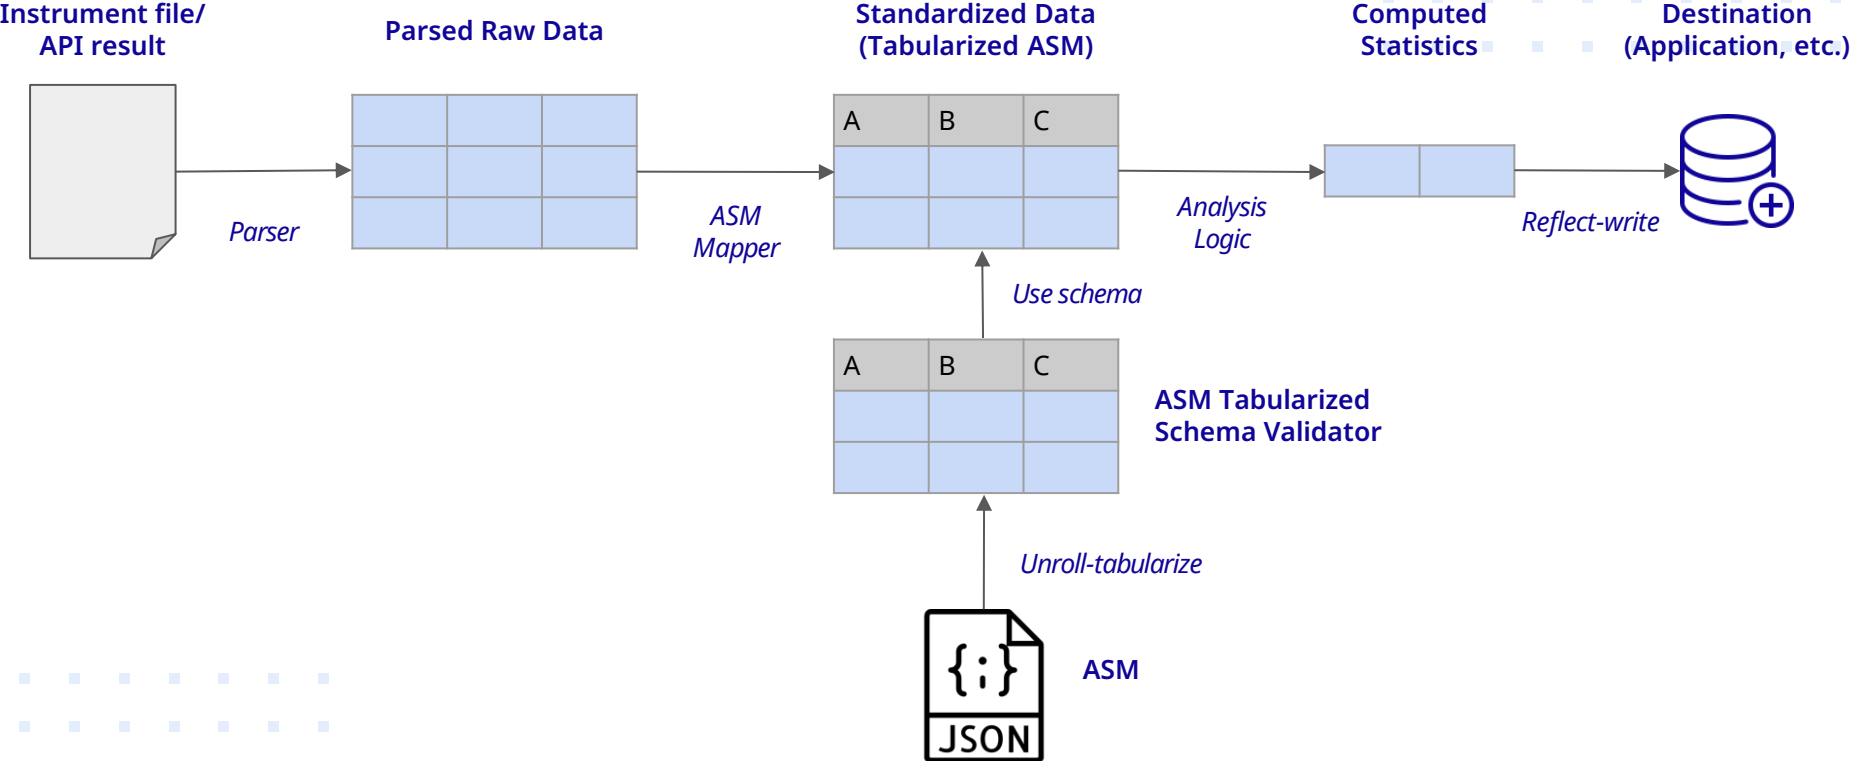 Instrument file/
API result
Parsed Raw Data
Standardized Data
(Tabularized ASM)
Computed
Statistics
Destination
(Application, etc.)
A B C
Parser
ASM
Mapper
Analysis
Logic
Reflect-write
Use schema
A B C
ASM Tabularized
Schema Validator
Unroll-tabularize
{;}
ASM
JSON